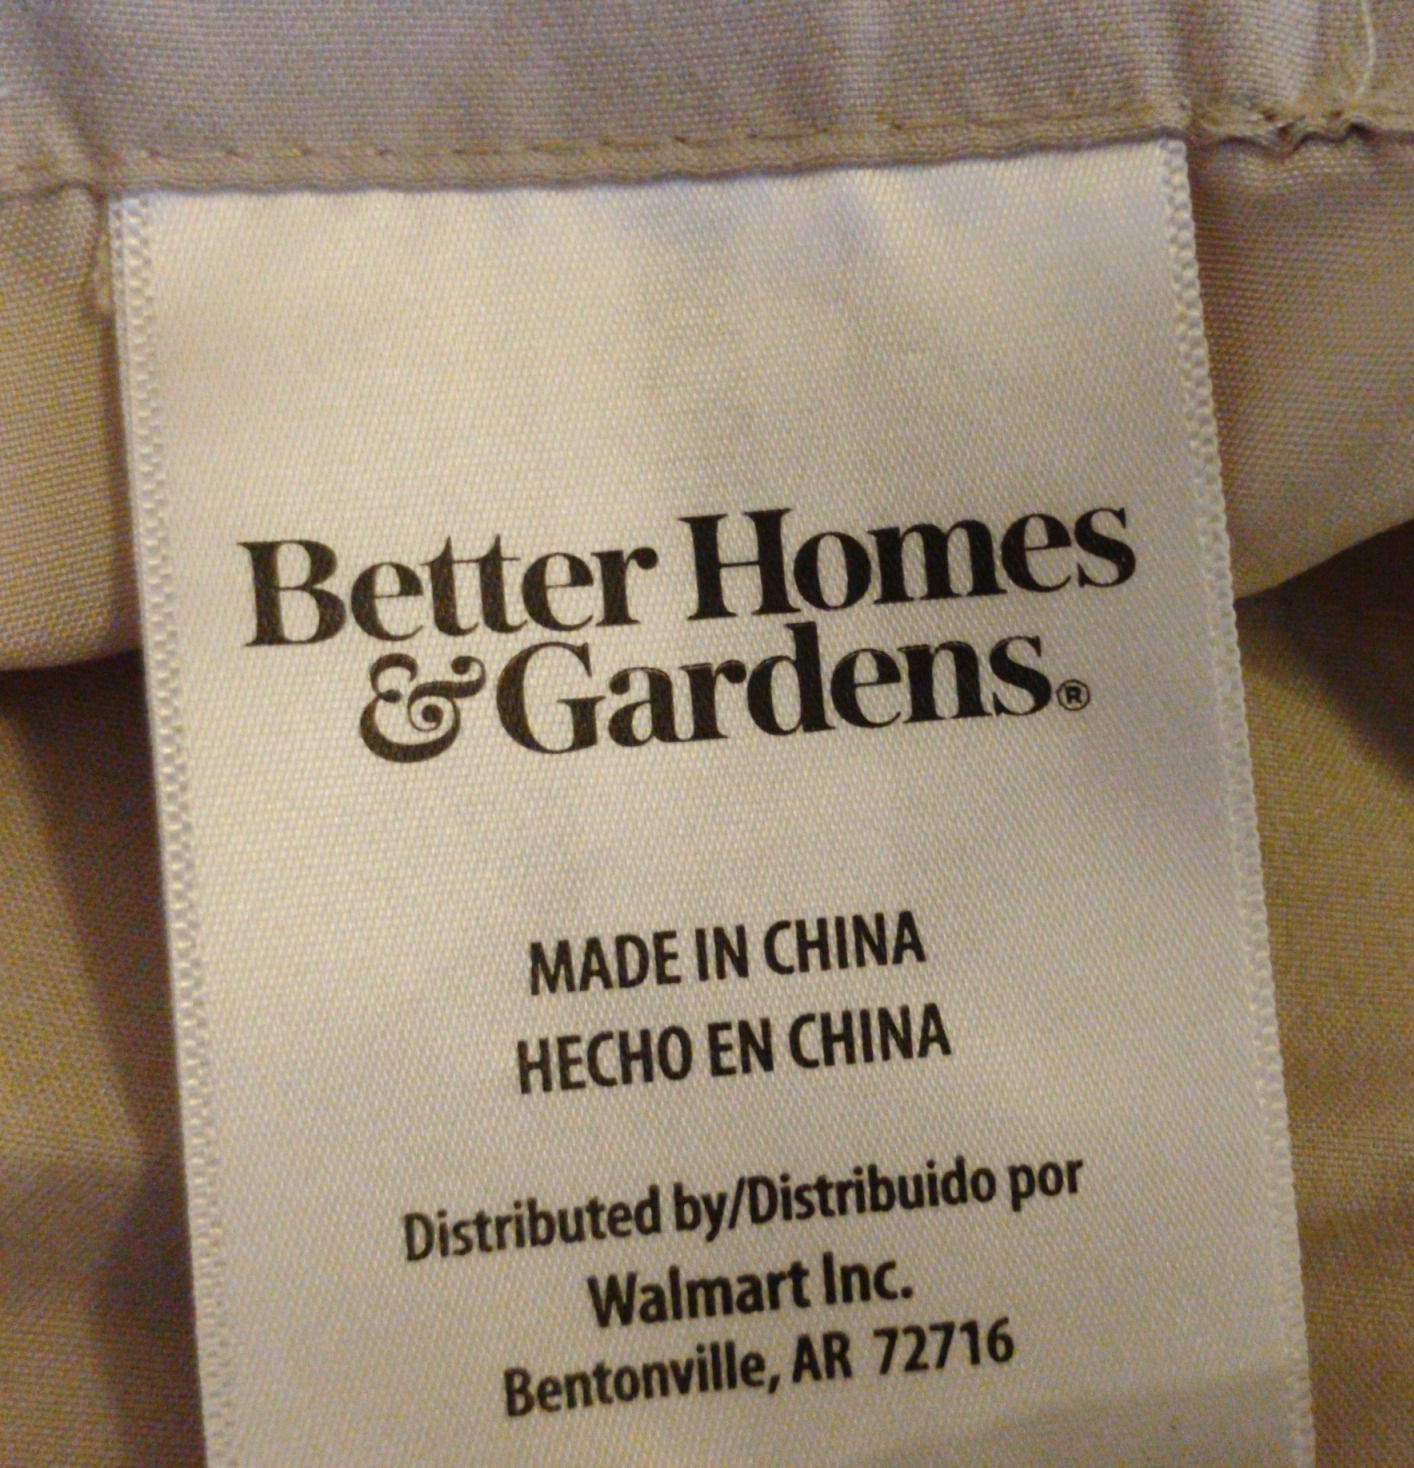 Better Homes
& Gardens®
MADE IN CHINA
HECHO EN CHINA
Distributed by/Distribuido por
Walmart Inc.
Bentonville, AR 72716